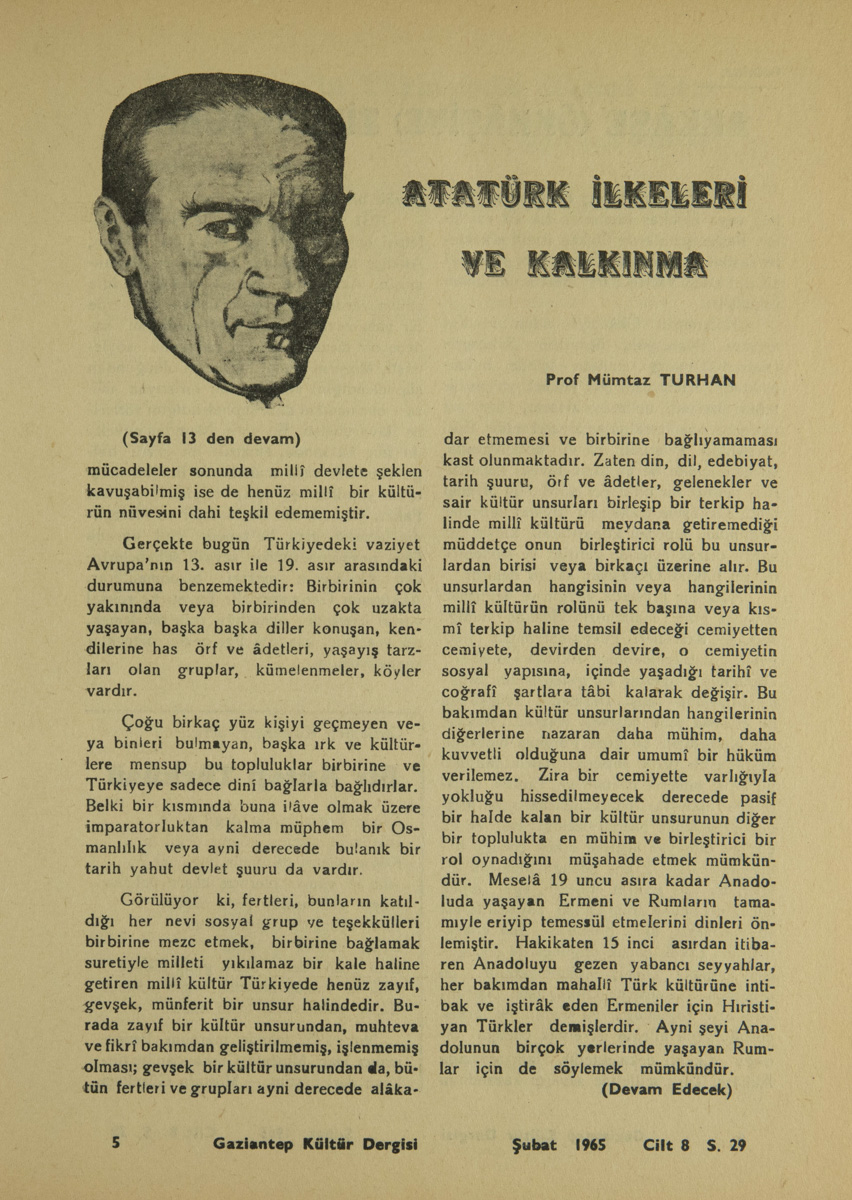 ATATÜRK İLKELERİ
VE KALKINMA
Prof Mümtaz TURHAN
(Sayfa 13 den devam)
mücadeleler sonunda millî devlete şeklen
kavuşabilmiş ise de henüz millî bir kültü-
rün nüvesini dahi teşkil edememiştir.
Gerçekte bugün Türkiyedeki vaziyet
Avrupa'nın 13. asır ile 19. asır arasındaki
durumuna benzemektedir: Birbirinin çok
yakınında veya birbirinden çok uzakta
yaşayan, başka başka diller konuşan, ken-
dilerine has örf ve âdetleri, yaşayış tarz-
ları olan gruplar, kümelenmeler, köyler
vardır.
Çoğu birkaç yüz kişiyi geçmeyen ve-
ya binleri bulmayan, başka ırk ve kültür-
lere mensup bu topluluklar birbirine ve
Türkiyeye sadece dinî bağlarla bağlıdırlar.
Belki bir kısmında buna ilâve olmak üzere
imparatorluktan kalma müphem bir Os-
manlılık veya ayni derecede bulanık bir
tarih yahut devlet şuuru da vardır.
Görülüyor ki, fertleri, bunların katıl-
dığı her nevi sosyal grup ve teşekkülleri
birbirine mezc etmek, birbirine bağlamak
suretiyle milleti yıkılamaz bir kale haline
getiren millî kültür Türkiyede henüz zayıf,
gevşek, münferit bir unsur halindedir. Bu-
rada zayıf bir kültür unsurundan, muhteva
ve fikrî bakımdan geliştirilmemiş, işlenmemiş
olması; gevşek bir kültür unsurundan da, bü-
tün fertleri ve grupları ayni derecede alâka-
dar etmemesi ve birbirine bağlıyamaması
kast olunmaktadır. Zaten din, dil, edebiyat,
tarih şuuru, örf ve âdetler, gelenekler ve
sair kültür unsurları birleşip bir terkip ha-
linde millî kültürü meydana getiremediği
müddetçe onun birleştirici rolü bu unsur-
lardan birisi veya birkaçı üzerine alır. Bu
unsurlardan hangisinin veya hangilerinin
millî kültürün rolünü tek başına veya kıs-
mî terkip haline temsil edeceği cemiyetten
cemiyete, devirden devire, o cemiyetin
sosyal yapısına, içinde yaşadığı tarihî ve
coğrafî şartlara tâbi kalarak değişir. Bu
bakımdan kültür unsurlarından hangilerinin
diğerlerine nazaran daha mühim, daha
kuvvetli olduğuna dair umumî bir hüküm
verilemez. Zira bir cemiyette varlığıyla
yokluğu hissedilmeyecek derecede pasif
bir halde kalan bir kültür unsurunun diğer
bir toplulukta en mühim ve birleştirici bir
rol oynadığını müşahade etmek mümkün-
dür. Meselâ 19 uncu asıra kadar Anado-
luda yaşayan Ermeni ve Rumların tama-
mıyle eriyip temessül etmelerini dinleri ön-
lemiştir. Hakikaten 15 inci asırdan itiba-
ren Anadoluyu gezen yabancı seyyahlar,
her bakımdan mahallî Türk kültürüne inti-
bak ve iştirâk eden Ermeniler için Hıristi-
yan Türkler demişlerdir. Ayni şeyi Ana-
dolunun birçok yerlerinde yaşayan Rum-
lar için de söylemek mümkündür.
(Devam Edecek)
5 Gaziantep Kültür Dergisi Şubat 1965 Cilt 8 S. 29